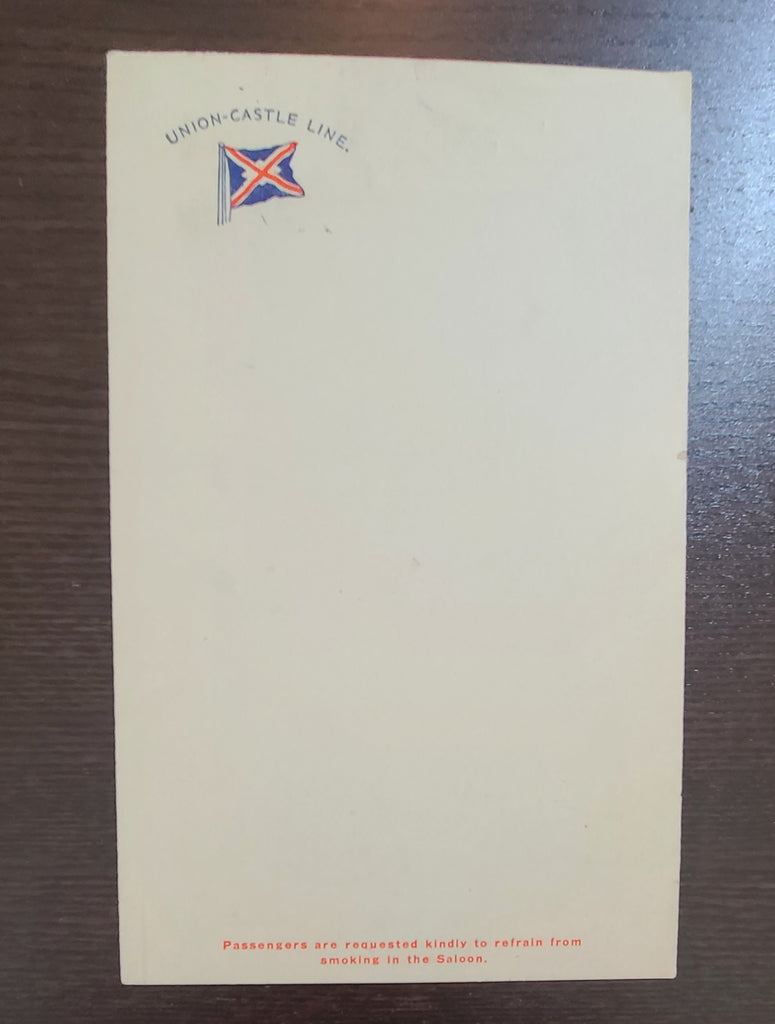 UNION-CASTLE LINE.
Passengers are requested kindly to refrain from
smoking in the Saloon.